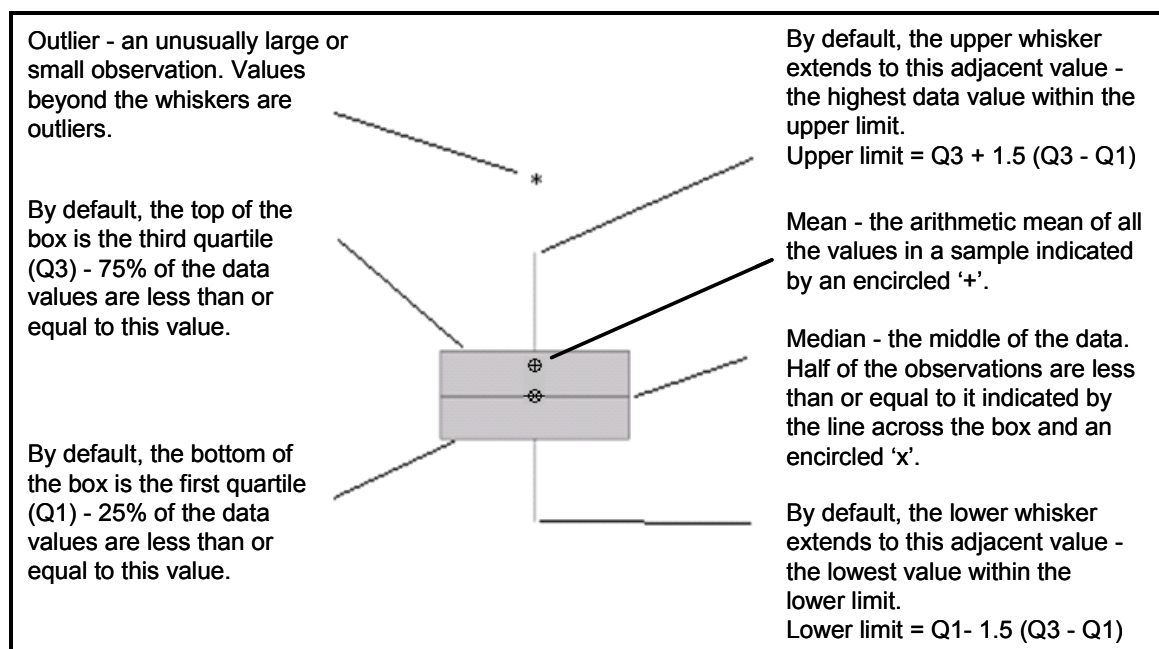 Outlier - an unusually large or
small observation. Values
beyond the whiskers are
outliers.
By default, the top of the
box is the third quartile
(Q3) - 75% of the data
values are less than or
equal to this value.
By default, the bottom of
the box is the first quartile
(Q1) - 25% of the data
values are less than or
equal to this value.
*
By default, the upper whisker
extends to this adjacent value -
the highest data value within the
upper limit.
Upper limit = Q3 + 1.5 (Q3 - Q1)
Mean - the arithmetic mean of all
the values in a sample indicated
by an encircled ‘+’.
Median - the middle of the data.
Half of the observations are less
than or equal to it indicated by
the line across the box and an
encircled ‘x’.
By default, the lower whisker
extends to this adjacent value -
the lowest value within the
lower limit.
Lower limit = Q1- 1.5 (Q3 - Q1)